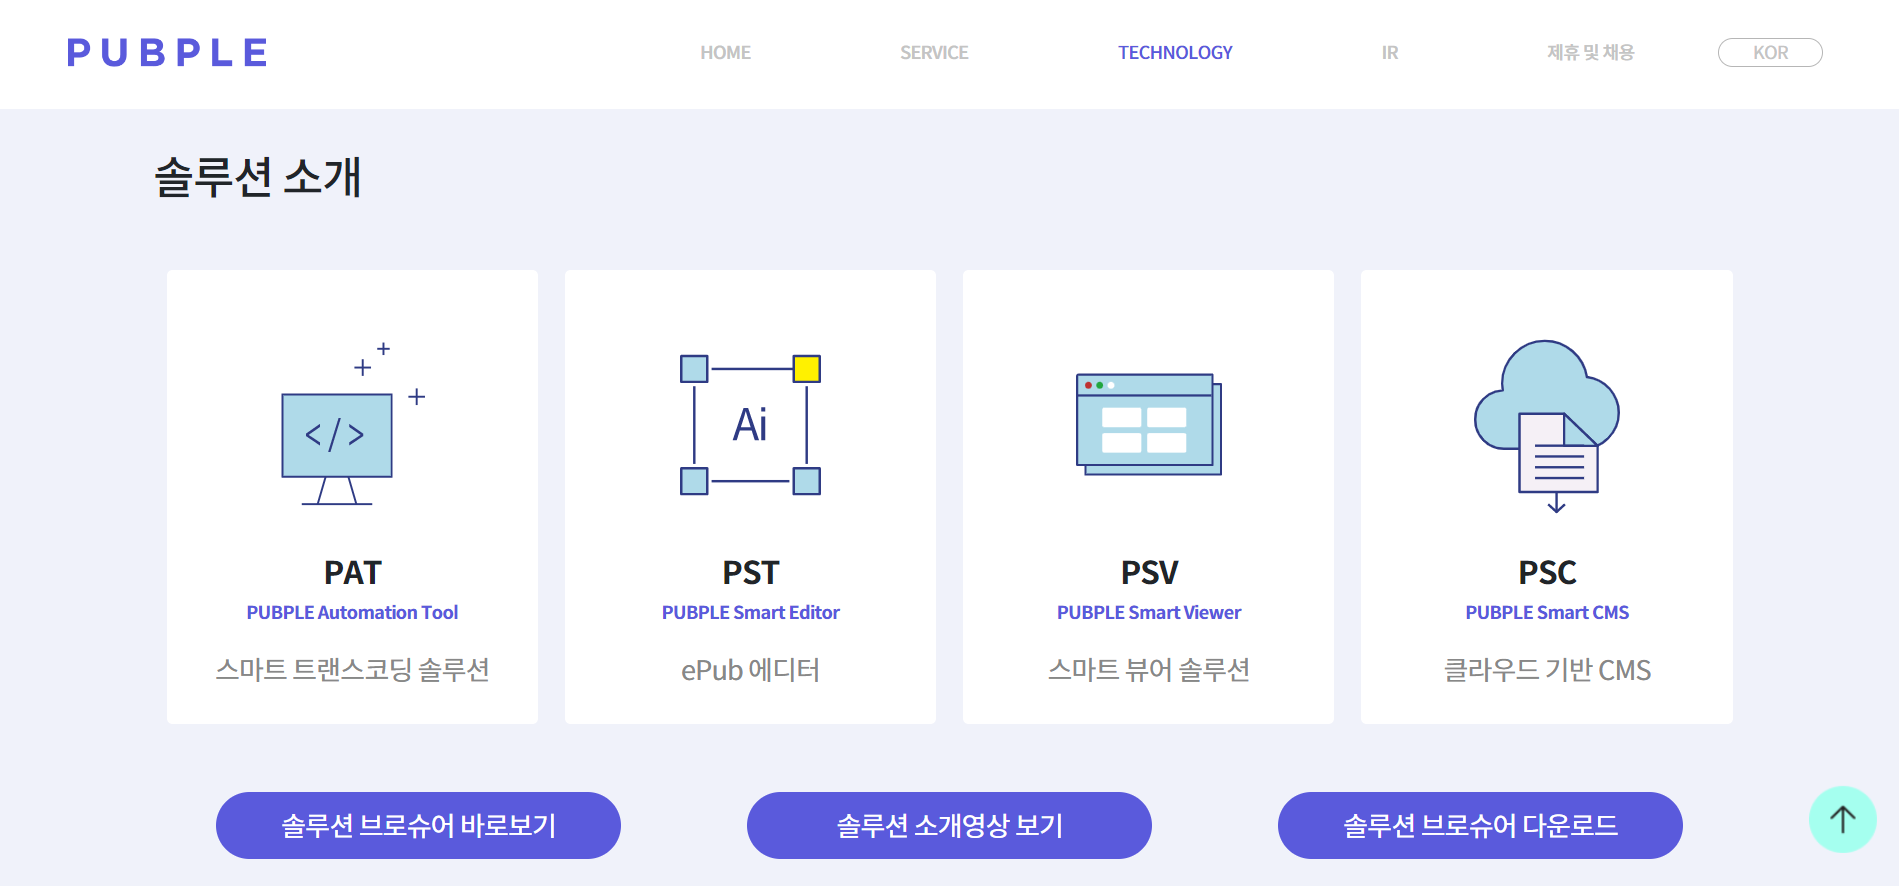 PUBPLE
HOME
SERVICE
TECHNOLOGY
IR
제휴 및 채용
KOR
솔루션 소개
</>
Ai
PAT
PUBPLE Automation Tool
스마트 트랜스코딩 솔루션
PST
PUBPLE Smart Editor
ePub 에디터
PSV
PUBPLE Smart Viewer
스마트 뷰어 솔루션
PSC
PUBPLE Smart CMS
클라우드 기반 CMS
솔루션 브로슈어 바로보기
솔루션 소개영상 보기
솔루션 브로슈어 다운로드